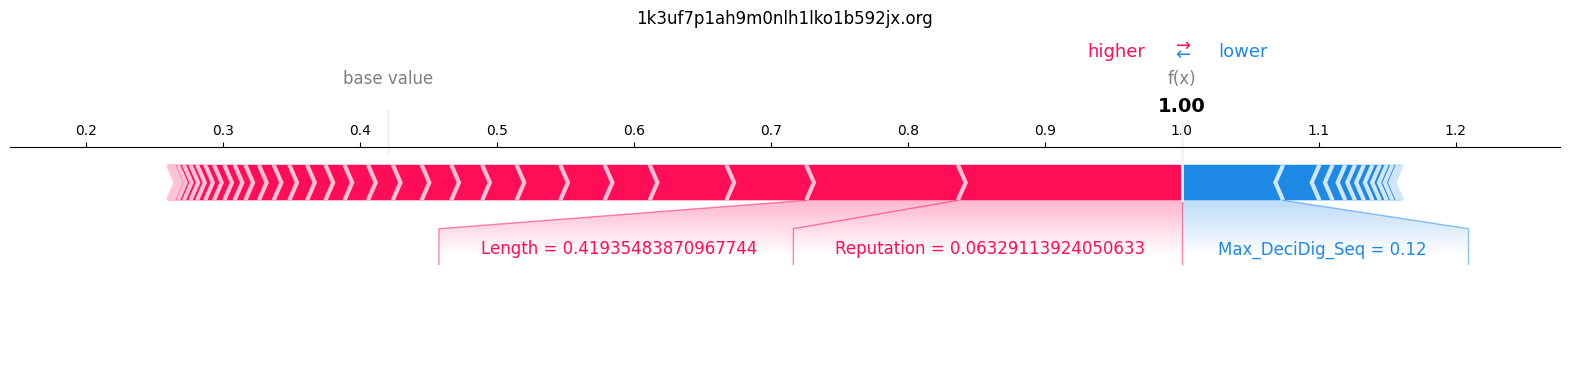 1k3uf7p1ah9m0nlh1lko1b592jx.org
higher ⇄ lower
base value f(x)
1.00
0.2 0.3 0.4 0.5 0.6 0.7 0.8 0.9 1.0 1.1 1.2
Length = 0.41935483870967744 Reputation = 0.06329113924050633 Max_DeciDig_Seq = 0.12